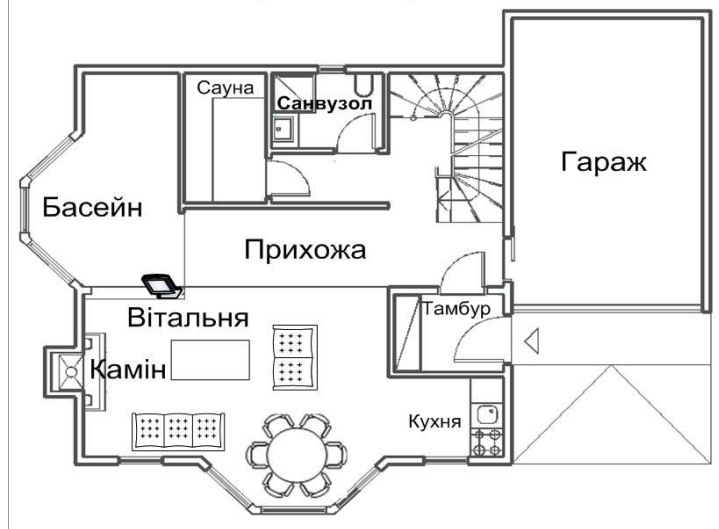 Сауна
Санвузол
Гараж
Басейн
Прихожа
Вітальня
Тамбур
Камін
Кухня